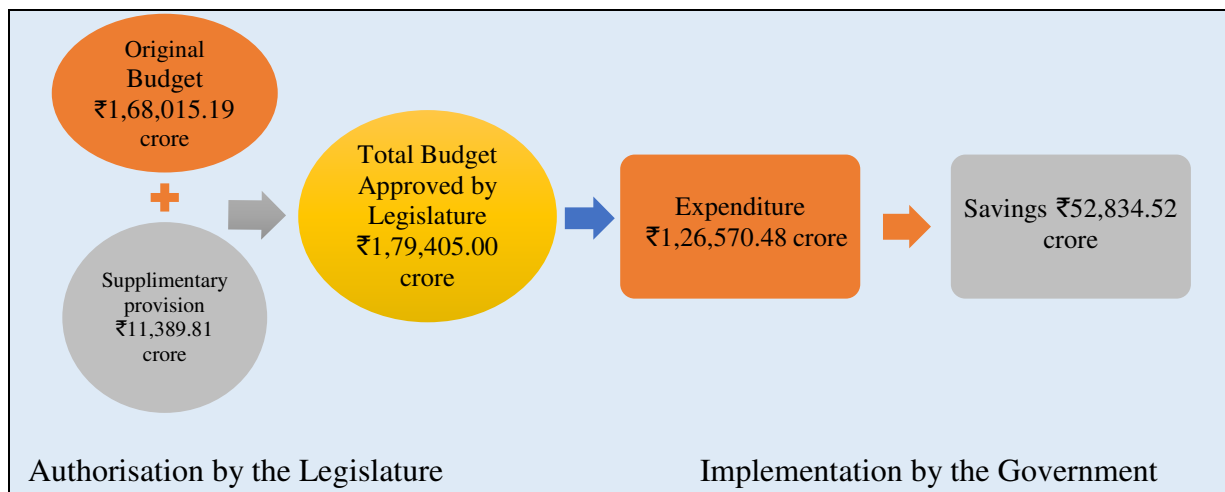 Original
Budget
₹1,68,015.19
crore
Supplimentary
provision
₹11,389.81
crore
Total Budget
Approved by
Legislature
₹1,79,405.00
crore
Expenditure
₹1,26,570.48 crore
Savings ₹52,834.52
crore
Authorisation by the Legislature
Implementation by the Government